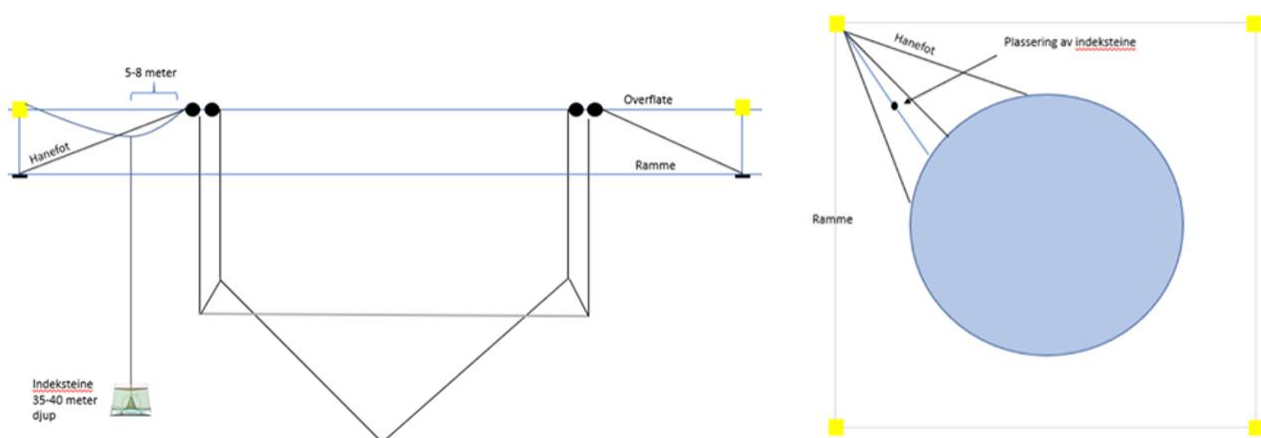 5-8 meter
Overflate
Hanefot
Ramme
Indeksteine
35-40 meter
djup
Hanefot
Plassering av indeksteine
Ramme